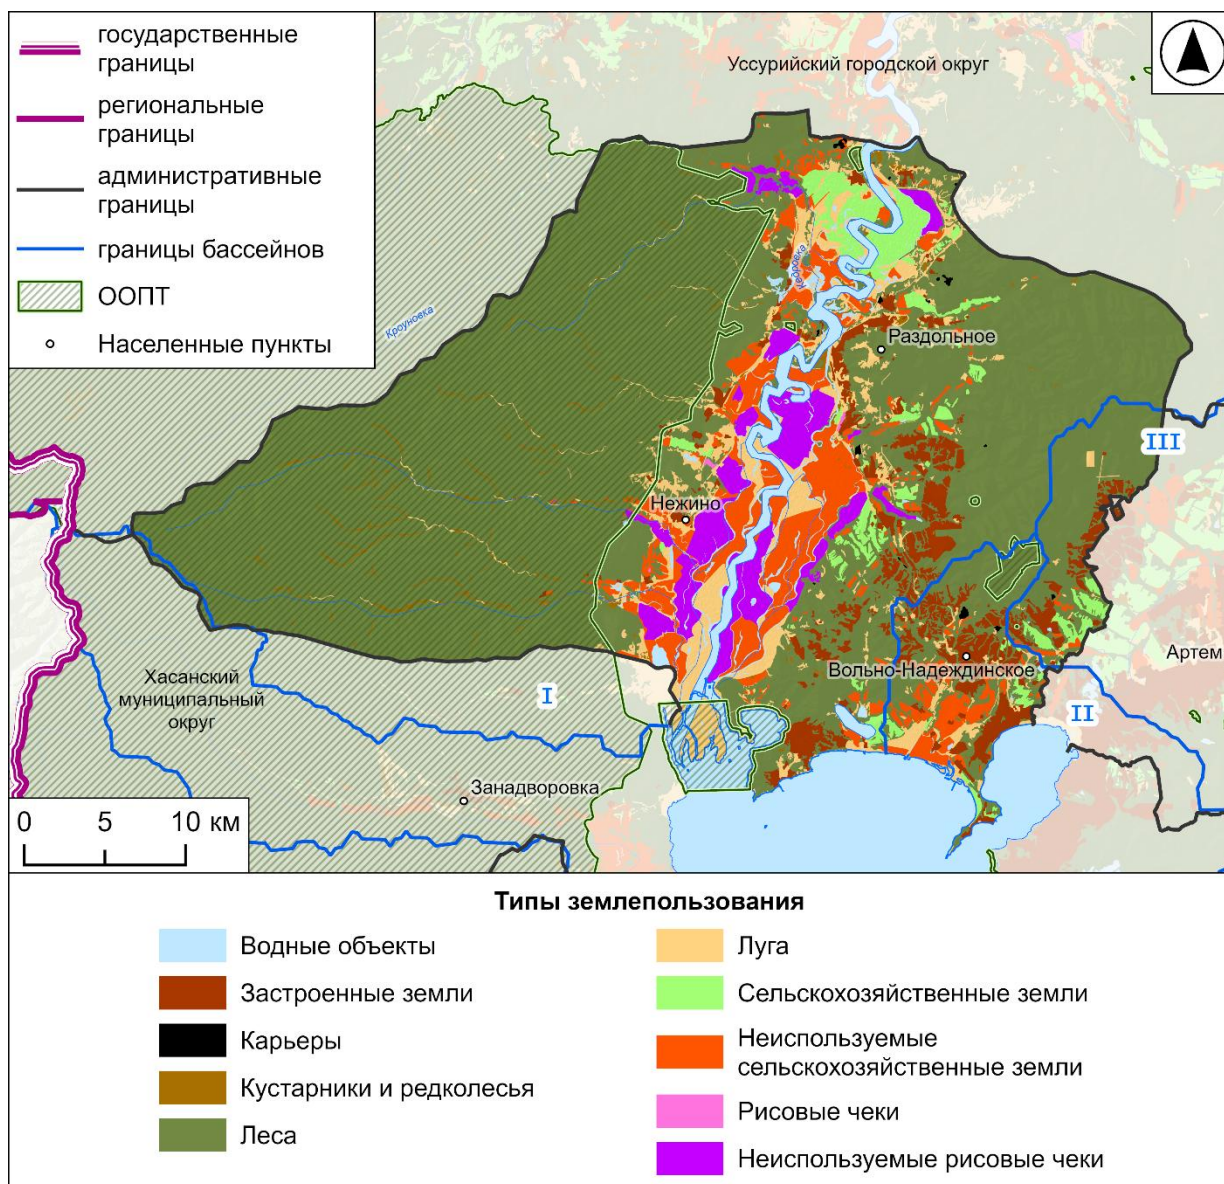 государственные
границы
региональные
границы
административные
границы
границы бассейнов
ООПТ
Населенные пункты
Уссурийский городской округ
Кроуновка
Раздольное
III
Нежино
Вольно-Надеждинское
Артем
Хасанский
муниципальный
округ
I
II
Занадворовка
0 5 10 км
Типы землепользования
Водные объекты
Застроенные земли
Карьеры
Кустарники и редколесья
Леса
Луга
Сельскохозяйственные земли
Неиспользуемые
сельскохозяйственные земли
Рисовые чеки
Неиспользуемые рисовые чеки